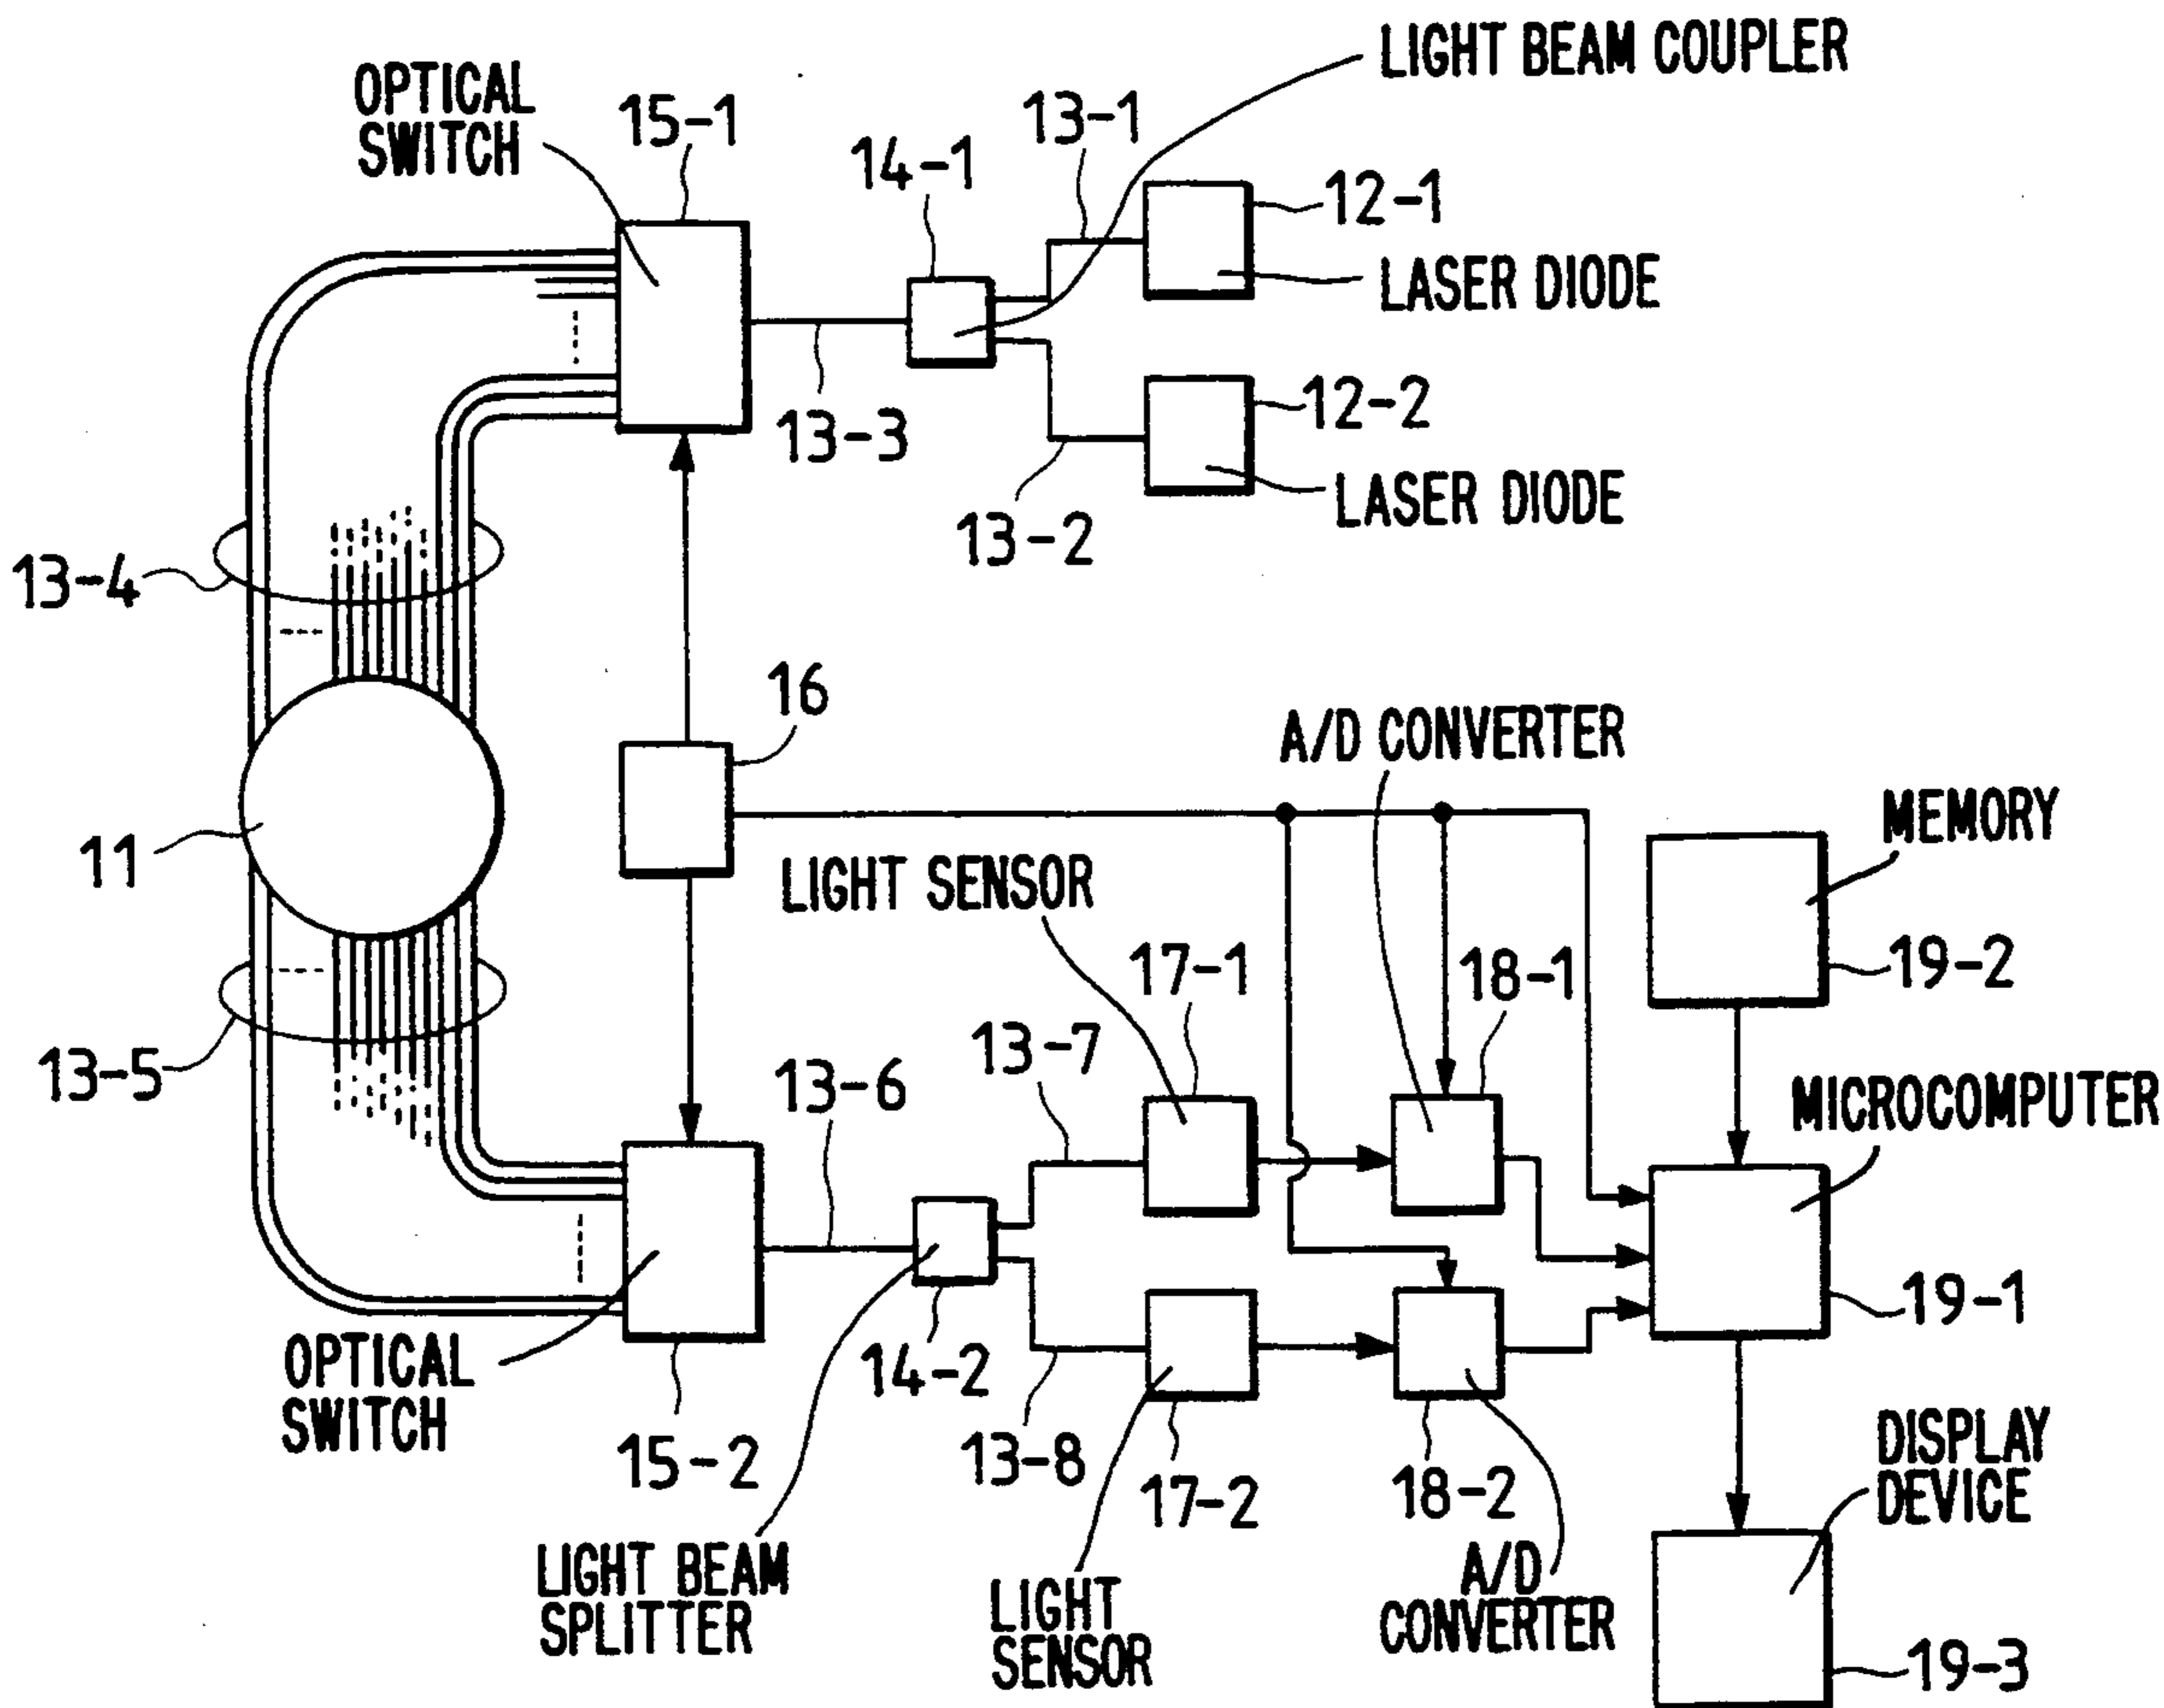 LIGHT BEAM COUPLER
OPTICAL
SWITCH
15-1
13-1
14-1
12-1
LASER DIODE
12-2
13-3
LASER DIODE
13-2
13-4
16
A/D CONVERTER
MEMORY
11
LIGHT SENSOR
17-1
18-1
19-2
13-7
13-5
13-6
MICROCOMPUTER
19-1
OPTICAL
SWITCH
14-2
15-2
13-8
17-2
18-2
DISPLAY
DEVICE
LIGHT BEAM
SPLITTER
LIGHT
SENSOR
A/D
CONVERTER
19-3